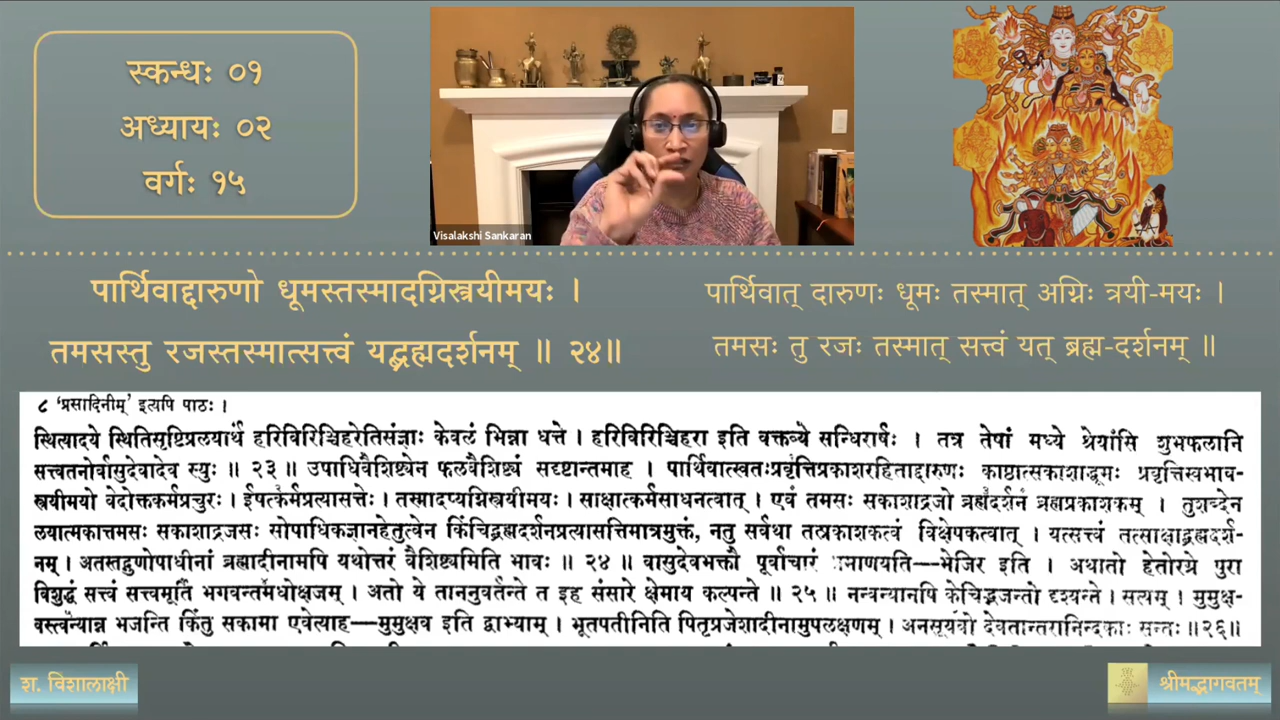 स्कन्धः ०१
अध्यायः ०२
वर्गः १५
Visalakshi Sankaran
पार्थिवाद्दारुणो धूमस्तस्मादग्निस्त्रयीमयः ।
तमसस्तु रजस्तस्मात्सत्त्वं यद्ब्रह्मदर्शनम् ॥ २४॥
पार्थिवात् दारुणः धूमः तस्मात् अग्निः त्रयी-मयः ।
तमसः तु रजः तस्मात् सत्त्वं यत् ब्रह्म-दर्शनम् ॥
८ ‘प्रसादिनीम्’ इत्यपि पाठः ।
स्थित्यादये स्थितिसृष्टिप्रलयार्थं हरिविरिञ्चिहरेतिसंज्ञाः केवलं भिन्ना धत्ते । हरिविरिञ्चिहरा इति वक्तव्ये सन्धिरार्षः । तत्र तेषां मध्ये श्रेयांसि शुभफलानि
सत्त्वतनोर्वासुदेवादेव स्युः ॥ २३ ॥ उपाधिवैशिष्ट्येन फलवैशिष्ट्यं सदृष्टान्तमाह । पार्थिवात्स्वतःप्रवृत्तिप्रकाशरहिताद्दारुणः काष्ठात्सकाशाद्धूमः प्रवृत्तिस्वभाव-
स्त्रयीमयो वेदोक्तकर्मप्रचुरः । ईषत्कर्मप्रत्यासत्तेः । तस्मादप्यग्निस्त्रयीमयः । साक्षात्कर्मसाधनत्वात् । एवं तमसः सकाशाद्रजो ब्रह्मदर्शनं ब्रह्मप्रकाशकम् । तुशब्देन
लयात्मकात्तमसः सकाशाद्रजसः सोपाधिकज्ञानहेतुत्वेन किंचिद्ब्रह्मदर्शनप्रत्यासत्तिमात्रमुक्तं, नतु सर्वथा तत्प्रकाशकत्वं विक्षेपकत्वात् । यत्सत्त्वं तत्साक्षाद्ब्रह्मदर्श-
नम् । अतस्तद्गुणोपाधीनां ब्रह्मादीनामपि यथोत्तरं वैशिष्ट्यमिति भावः ॥ २४ ॥ वासुदेवभक्तौ पूर्वाचारं प्रमाणयति—भेजिर इति । अथातो हेतोरग्रे पुरा
विशुद्धं सत्त्वं सत्त्वमूर्तिं भगवन्तमधोक्षजम् । अतो ये ताननुवर्तन्ते त इह संसारे क्षेमाय कल्पन्ते ॥ २५ ॥ नन्वन्यानपि केचिद्भजन्तो दृश्यन्ते । सत्यम् । मुमुक्ष-
वस्त्वन्यान्न भजन्ति किंतु सकामा एवेत्याह—मुमुक्षव इति द्वाभ्याम् । भूतपतीनिति पितृप्रजेशादीनामुपलक्षणम् । अनसूयवो देवतान्तरानिन्दकाः सन्तः ॥२६॥
श. विशालाक्षी
श्रीमद्भागवतम्